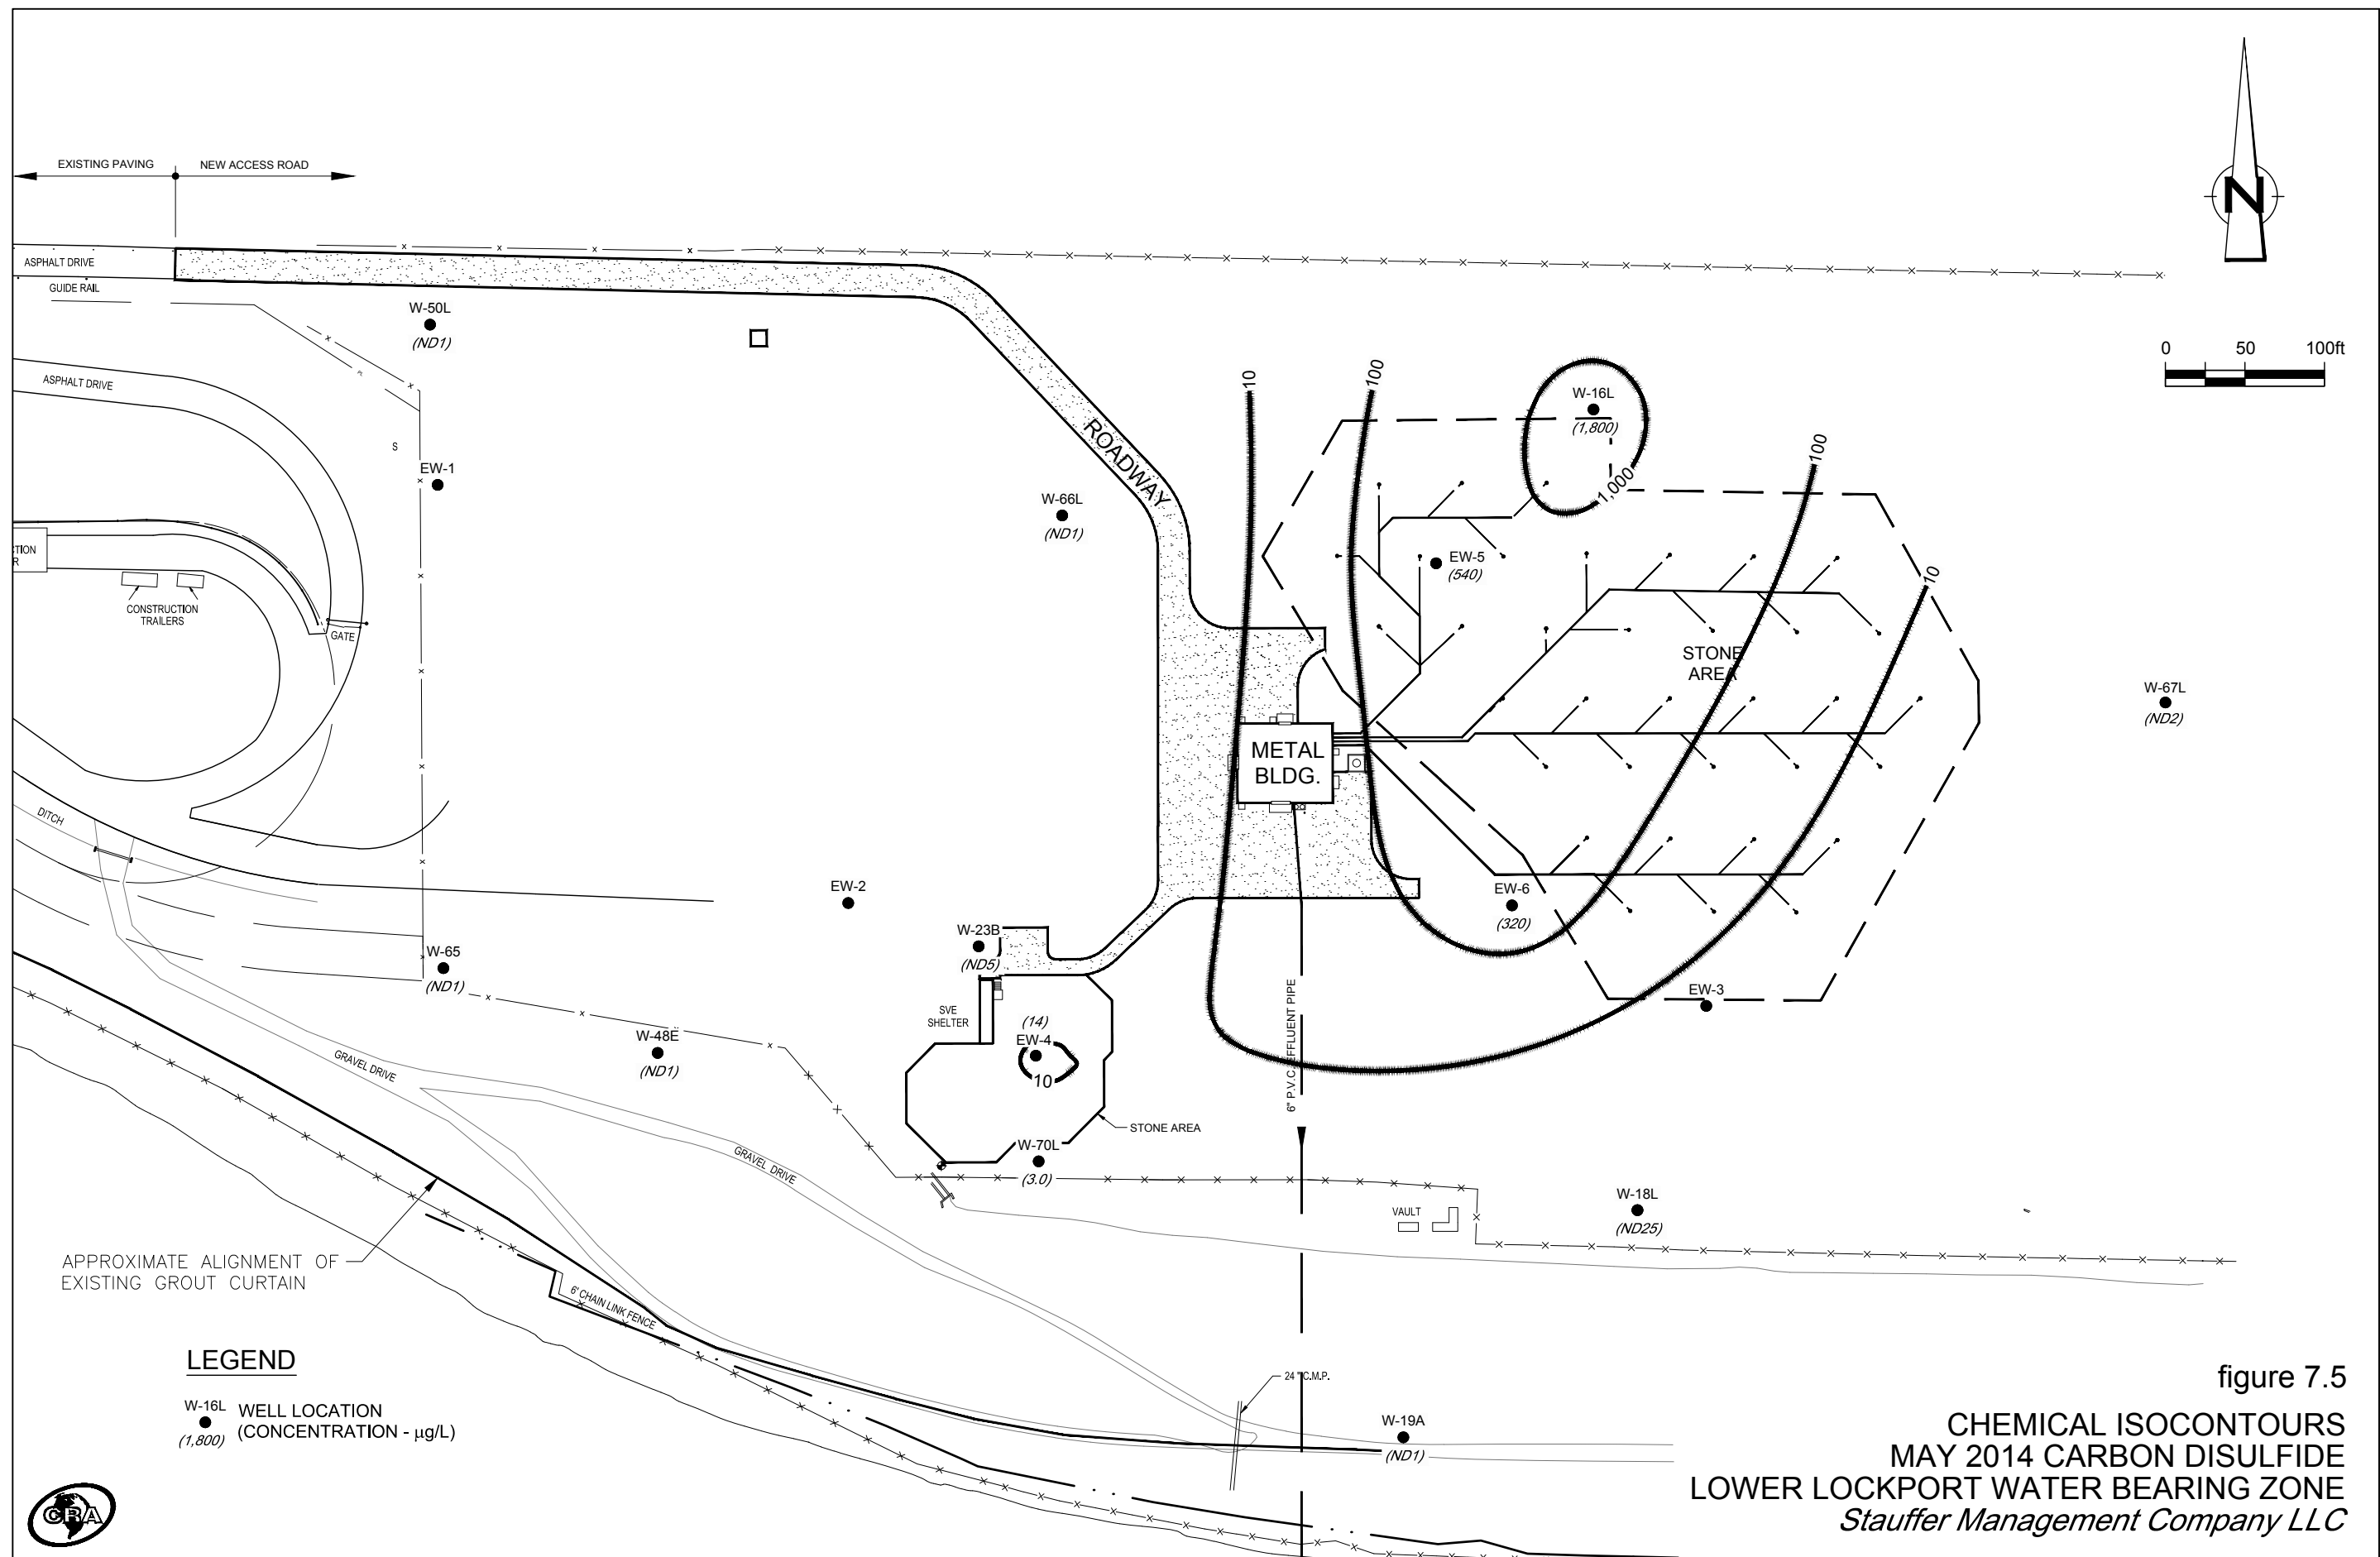 EXISTING PAVING
NEW ACCESS ROAD
N
ASPHALT DRIVE
GUIDE RAIL
W-50L
(ND1)
0 50 100ft
ASPHALT DRIVE
10
100
W-16L
(1,800)
1,000
ROADWAY
S
EW-1
W-66L
(ND1)
100
EW-5
(540)
10
CONSTRUCTION
TRAILERS
GATE
STONE
AREA
W-67L
(ND2)
METAL
BLDG.
DITCH
EW-2
EW-6
(320)
W-23B
(ND5)
W-65
(ND1)
EW-3
6" P.V.C. EFFLUENT PIPE
SVE
SHELTER
(14)
EW-4
10
W-48E
(ND1)
GRAVEL DRIVE
STONE AREA
GRAVEL DRIVE
W-70L
(3.0)
W-18L
(ND25)
VAULT
APPROXIMATE ALIGNMENT OF
EXISTING GROUT CURTAIN
6' CHAIN LINK FENCE
LEGEND
W-16L
(1,800)
WELL LOCATION
(CONCENTRATION - µg/L)
24 " C.M.P.
W-19A
(ND1)
CRA
figure 7.5
CHEMICAL ISOCONTOURS
MAY 2014 CARBON DISULFIDE
LOWER LOCKPORT WATER BEARING ZONE
Stauffer Management Company LLC